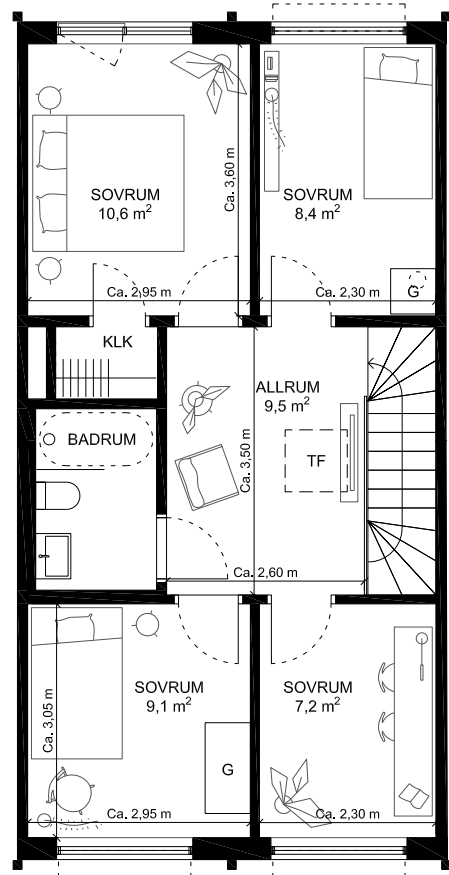 SOVRUM
10,6 m²
Ca. 3,60 m
SOVRUM
8,4 m²
Ca. 2,95 m
Ca. 2,30 m
G
KLK
ALLRUM
9,5 m²
BADRUM
Ca. 3,50 m
TF
Ca. 2,60 m
SOVRUM
9,1 m²
Ca. 3,05 m
SOVRUM
7,2 m²
G
Ca. 2,95 m
Ca. 2,30 m